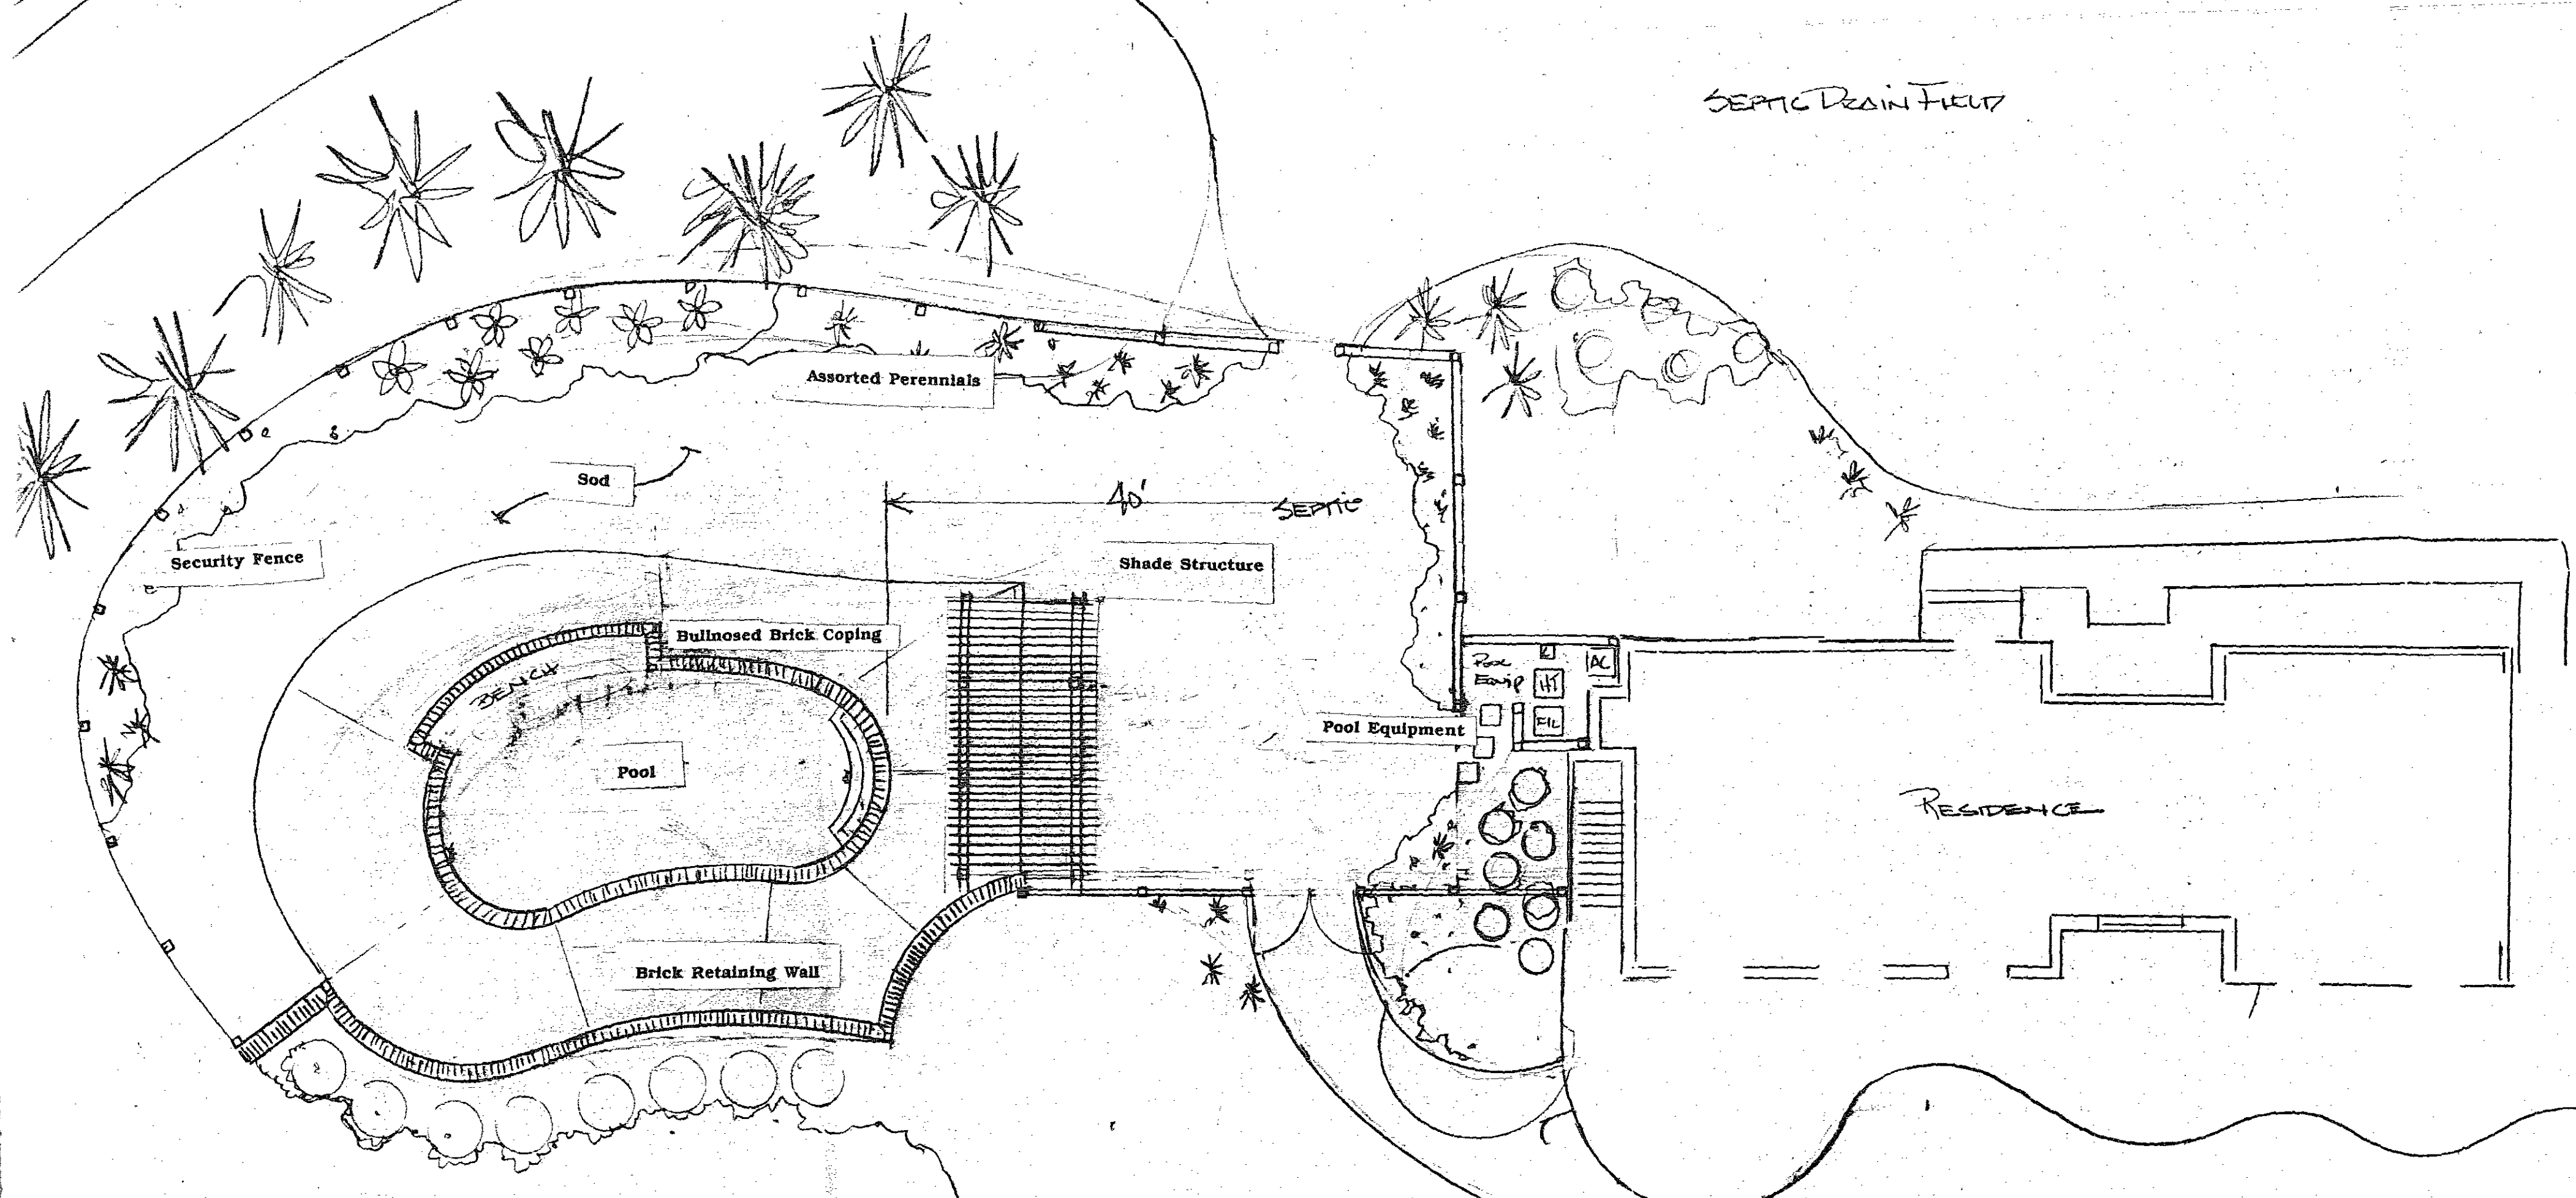 SEPTIC DRAIN FIELD
Assorted Perennials
Sod
40'
SEPTIC
Security Fence
Shade Structure
Bullnosed Brick Coping
BENCH
Pool
Equip
AC
HT
FIL
Pool Equipment
Pool
RESIDENCE
Brick Retaining Wall